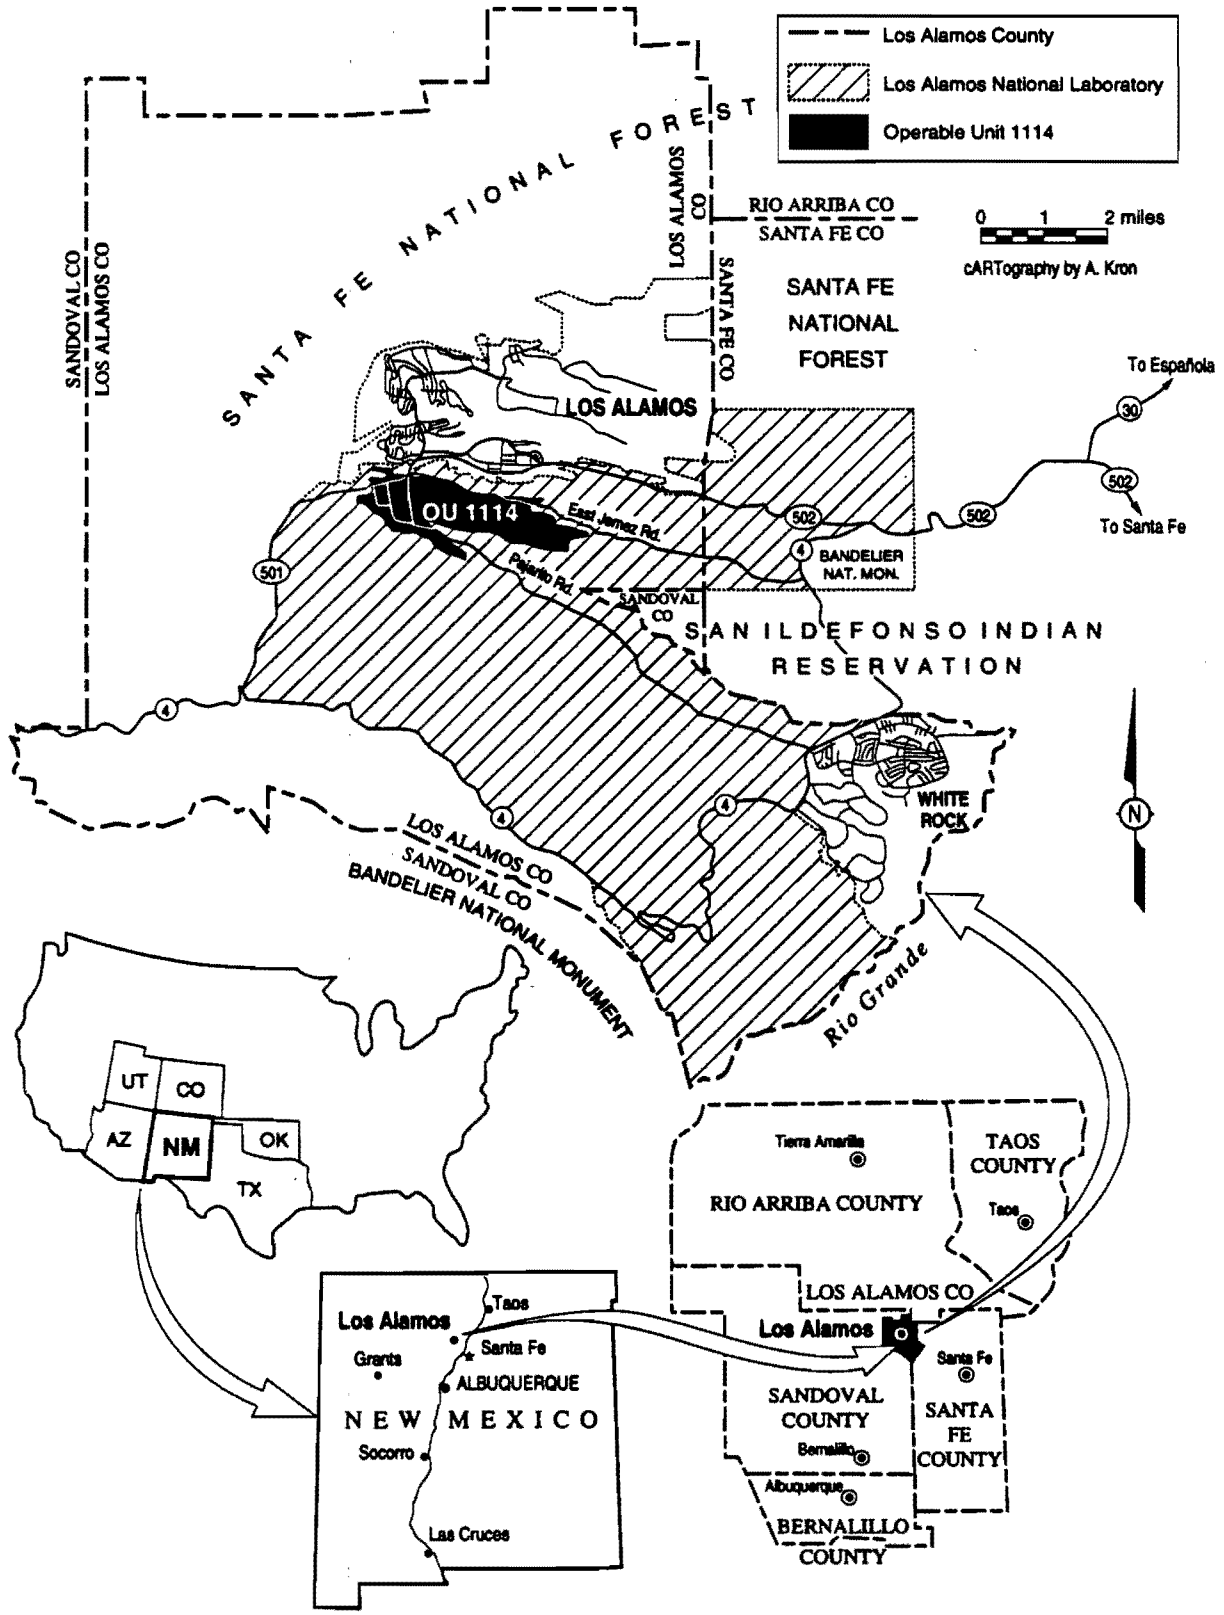 Los Alamos County
Los Alamos National Laboratory
Operable Unit 1114
SANTA FE NATIONAL FOREST
LOS ALAMOS CO
RIO ARRIBA CO
SANTA FE CO
0 1 2 miles
cARTography by A. Kron
SANDOVAL CO
LOS ALAMOS CO
SANTA FE CO
SANTA FE
NATIONAL
FOREST
To Española
30
LOS ALAMOS
502
To Santa Fe
OU 1114
East Jemez Rd.
502
502
4
BANDELIER
NAT. MON.
501
Pajarito Rd.
SANDOVAL
CO
SAN ILDEFONSO INDIAN
RESERVATION
4
WHITE
ROCK
4
4
N
LOS ALAMOS CO
SANDOVAL CO
BANDELIER NATIONAL MONUMENT
Rio Grande
UT
CO
AZ
NM
OK
TX
Tierra Amarilla
TAOS
COUNTY
RIO ARRIBA COUNTY
Taos
LOS ALAMOS CO
Los Alamos
Santa Fe
SANDOVAL
COUNTY
SANTA
FE
COUNTY
Bernalillo
Albuquerque
BERNALILLO
COUNTY
Taos
Los Alamos
Santa Fe
Grants
ALBUQUERQUE
NEW MEXICO
Socorro
Las Cruces